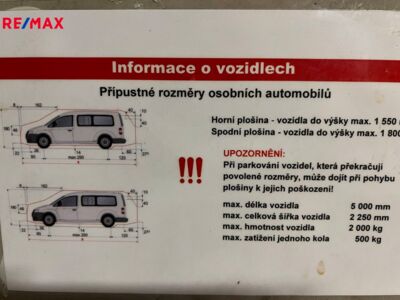 RE/MAX
Informace o vozidlech
Přípustné rozměry osobních automobilů
Horní plošina - vozidla do výšky max. 1 550
Spodní plošina - vozidla do výšky max. 1 800
!!!
UPOZORNĚNÍ:
Při parkování vozidel, která překračují
povolené rozměry, může dojít při pohybu
plošiny k jejich poškození!
max. délka vozidla 5 000 mm
max. celková šířka vozidla 2 250 mm
max. hmotnost vozidla 2 000 kg
max. zatížení jednoho kola 500 kg